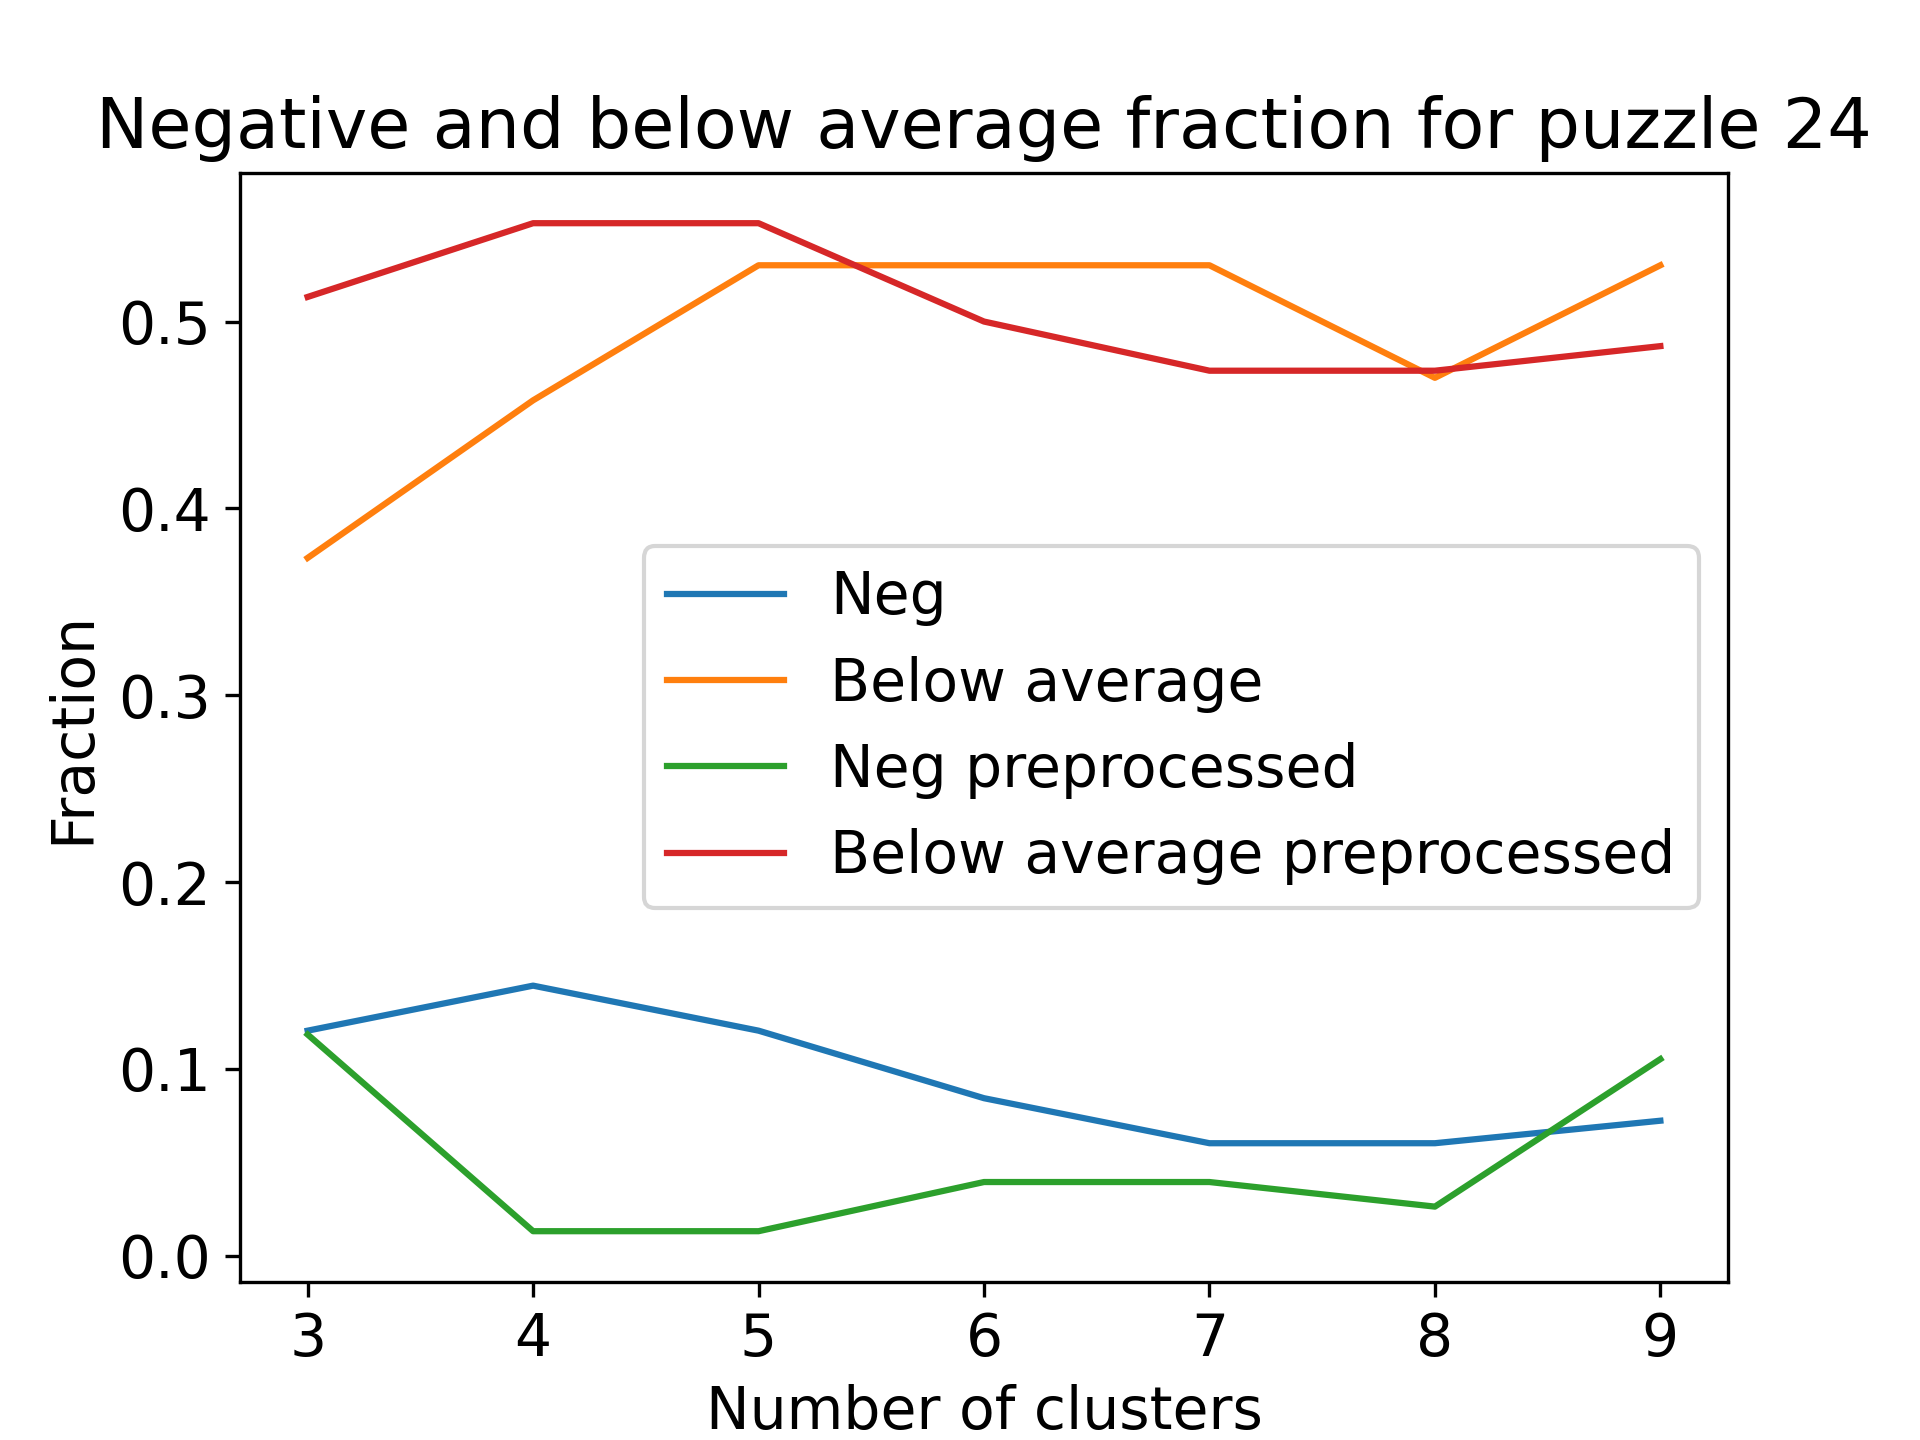 Negative and below average fraction for puzzle 24
Fraction
0.5
0.4
0.3
0.2
0.1
0.0
Neg
Below average
Neg preprocessed
Below average preprocessed
3 4 5 6 7 8 9
Number of clusters